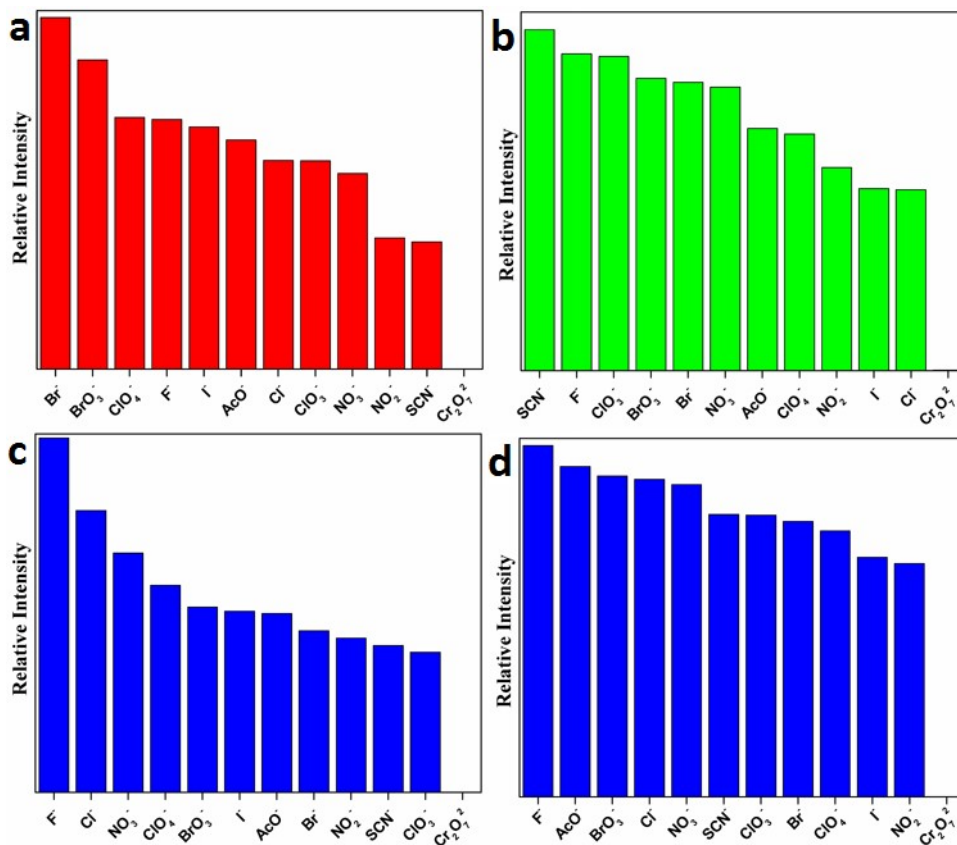 a
Relative Intensity
Br⁻ BrO₃⁻ ClO₄⁻ F⁻ I⁻ AcO⁻ Cl⁻ ClO₃⁻ NO₃⁻ NO₂⁻ SCN⁻ Cr₂O₇²
b
Relative Intensity
SCN⁻ F⁻ ClO₃⁻ BrO₃⁻ Br⁻ NO₃⁻ AcO⁻ ClO₄⁻ NO₂⁻ I⁻ Cl⁻ Cr₂O₇²
c
Relative Intensity
F⁻ Cl⁻ NO₃⁻ ClO₄⁻ BrO₃⁻ I⁻ AcO⁻ Br⁻ NO₂⁻ SCN⁻ ClO₃⁻ Cr₂O₇²
d
Relative Intensity
F⁻ AcO⁻ BrO₃⁻ Cl⁻ NO₃⁻ SCN⁻ ClO₃⁻ Br⁻ ClO₄⁻ I⁻ NO₂⁻ Cr₂O₇²